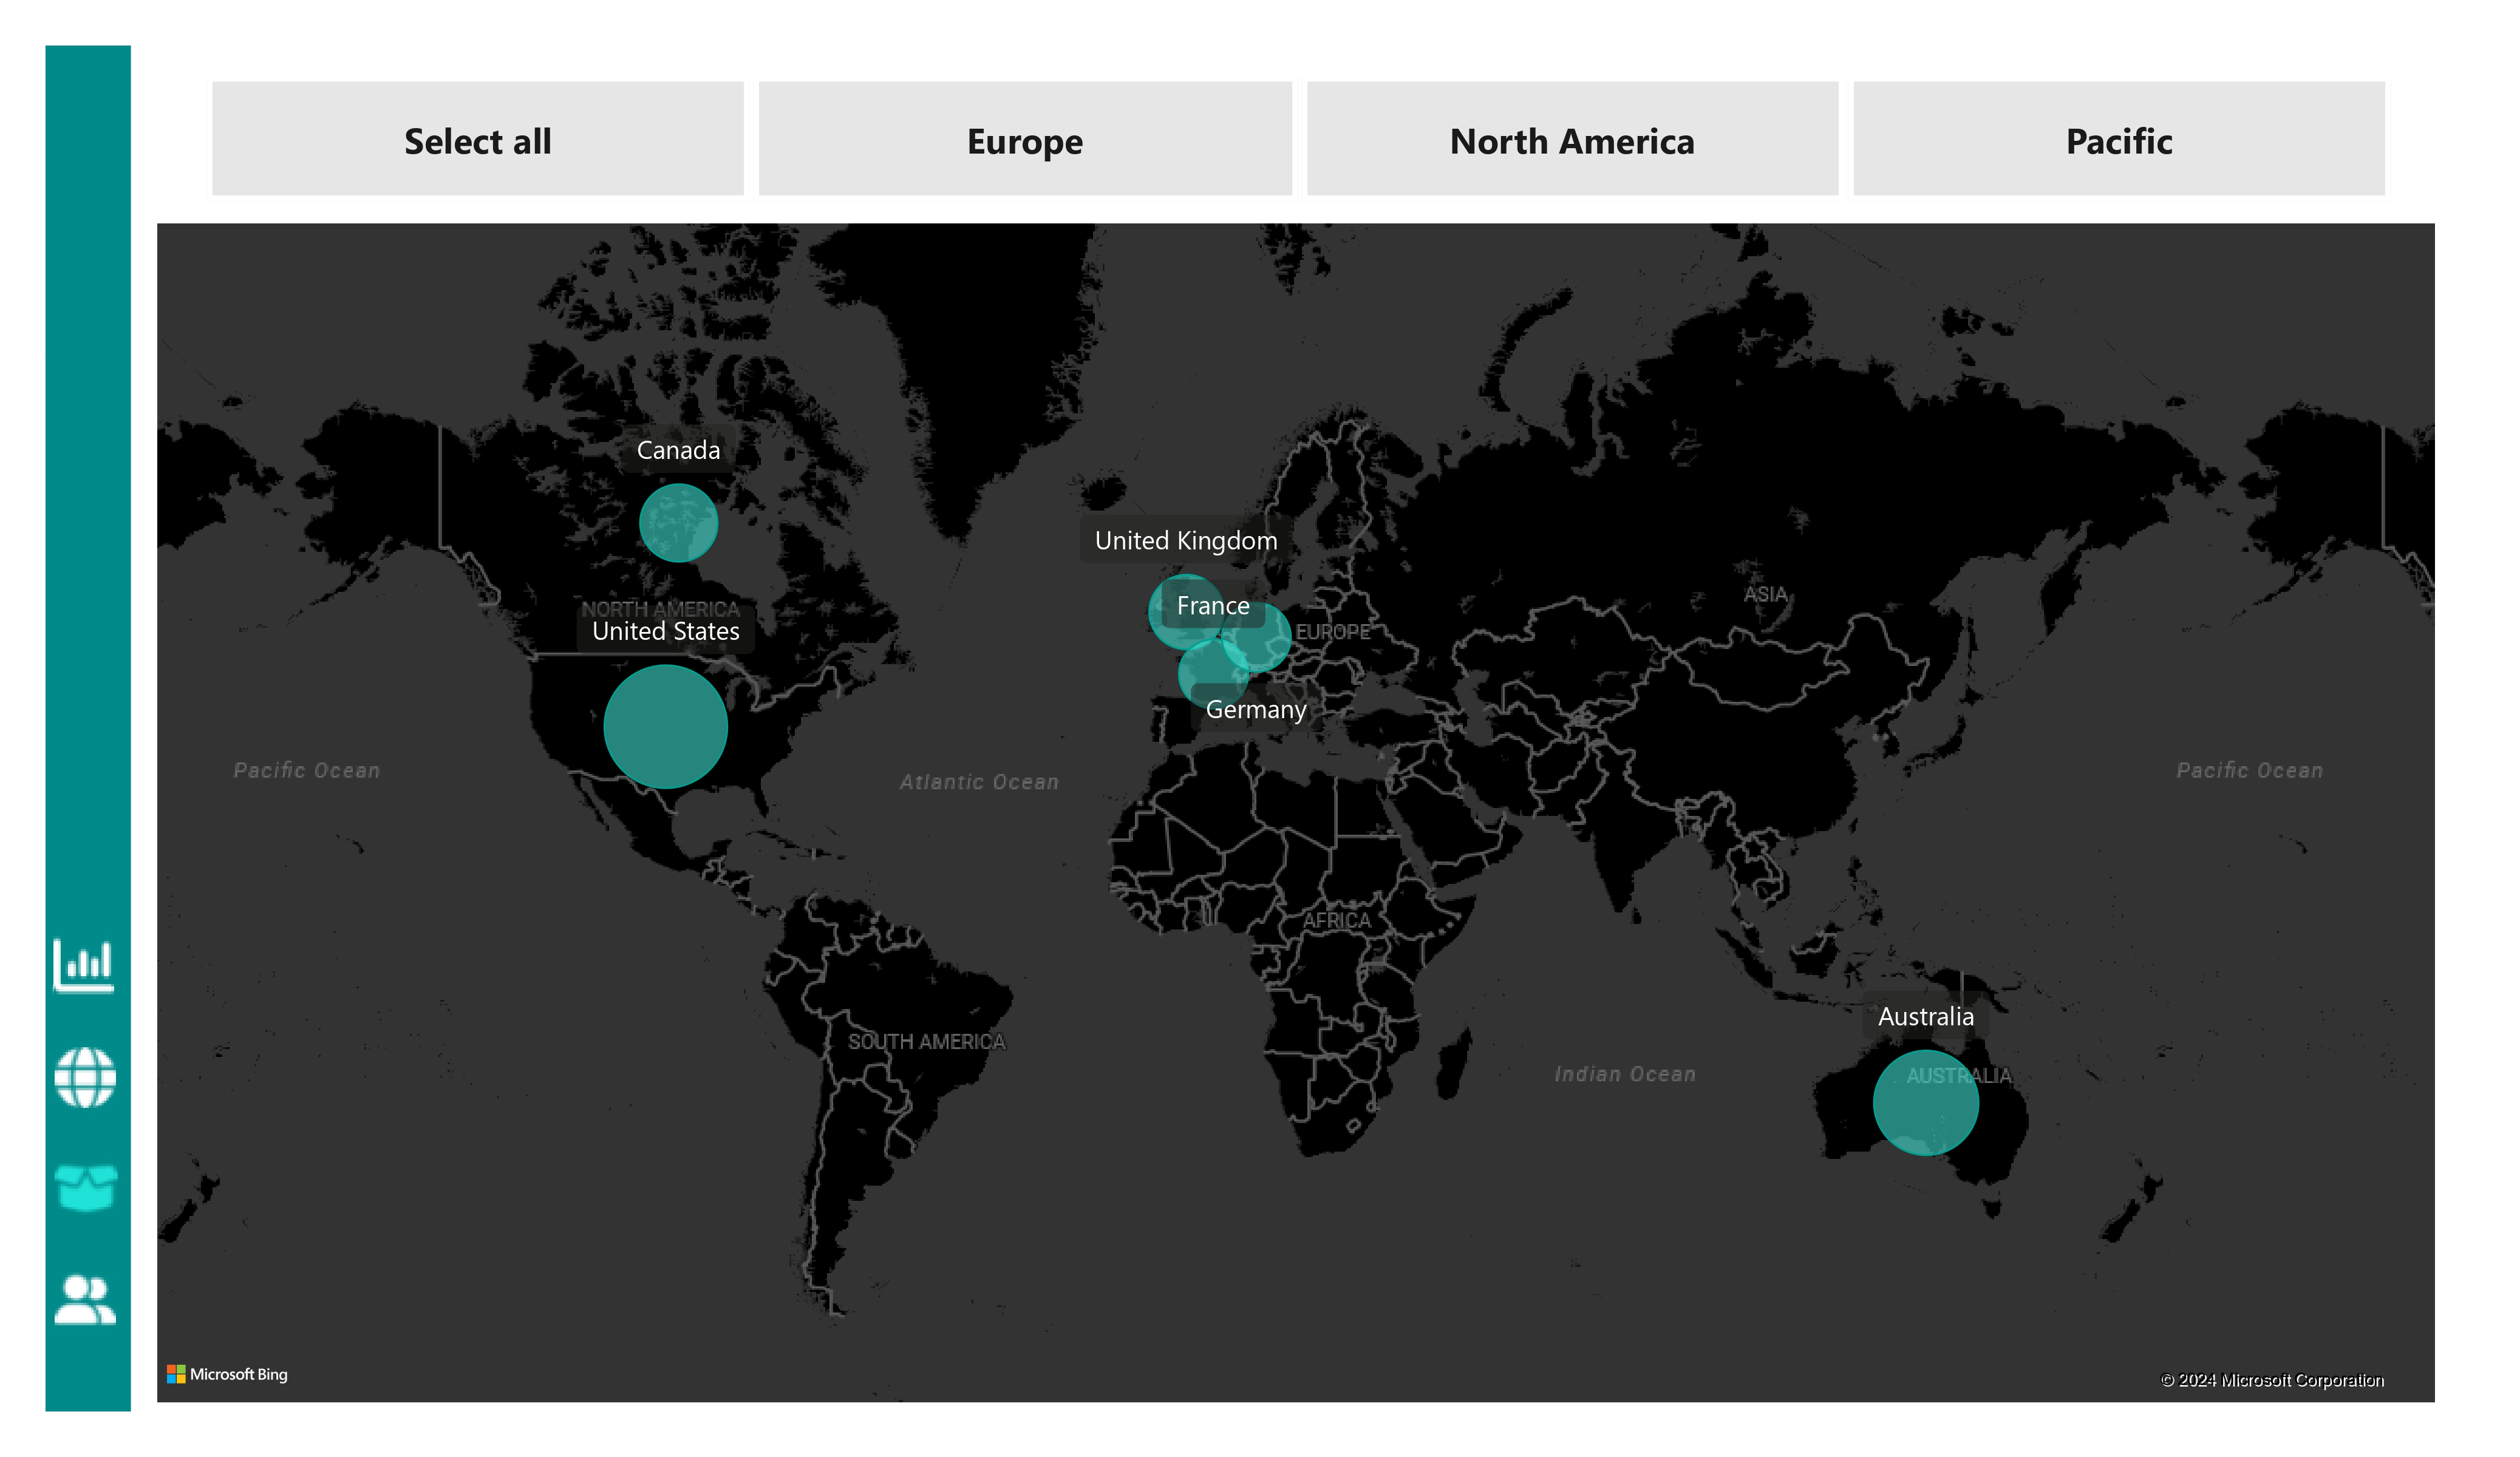 Select all
Europe
North America
Pacific
Canada
United Kingdom
ASIA
France
NORTH AMERICA
United States
EUROPE
Germany
Pacific Ocean
Atlantic Ocean
Pacific Ocean
AFRICA
Australia
SOUTH AMERICA
Indian Ocean
AUSTRALIA
Microsoft Bing
© 2024 Microsoft Corporation